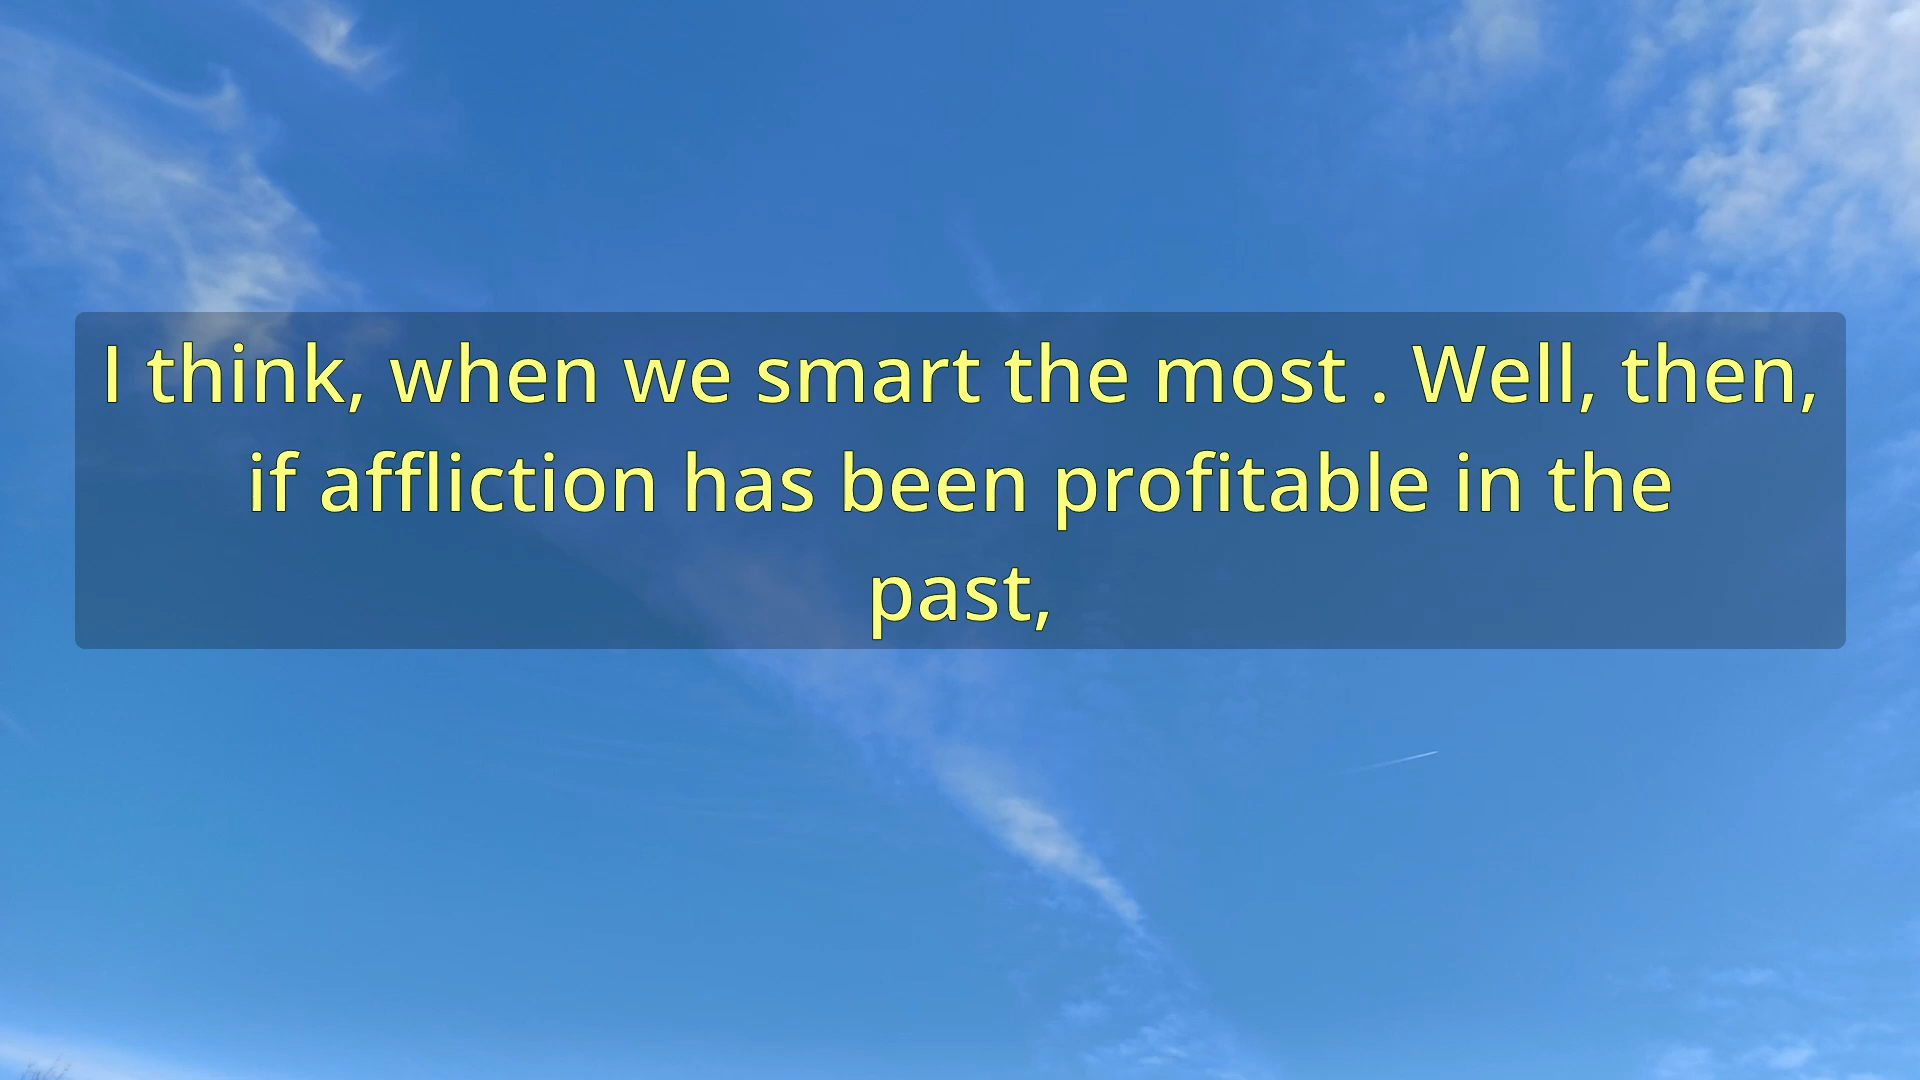 I think, when we smart the most . Well, then,
if affliction has been profitable in the
past,